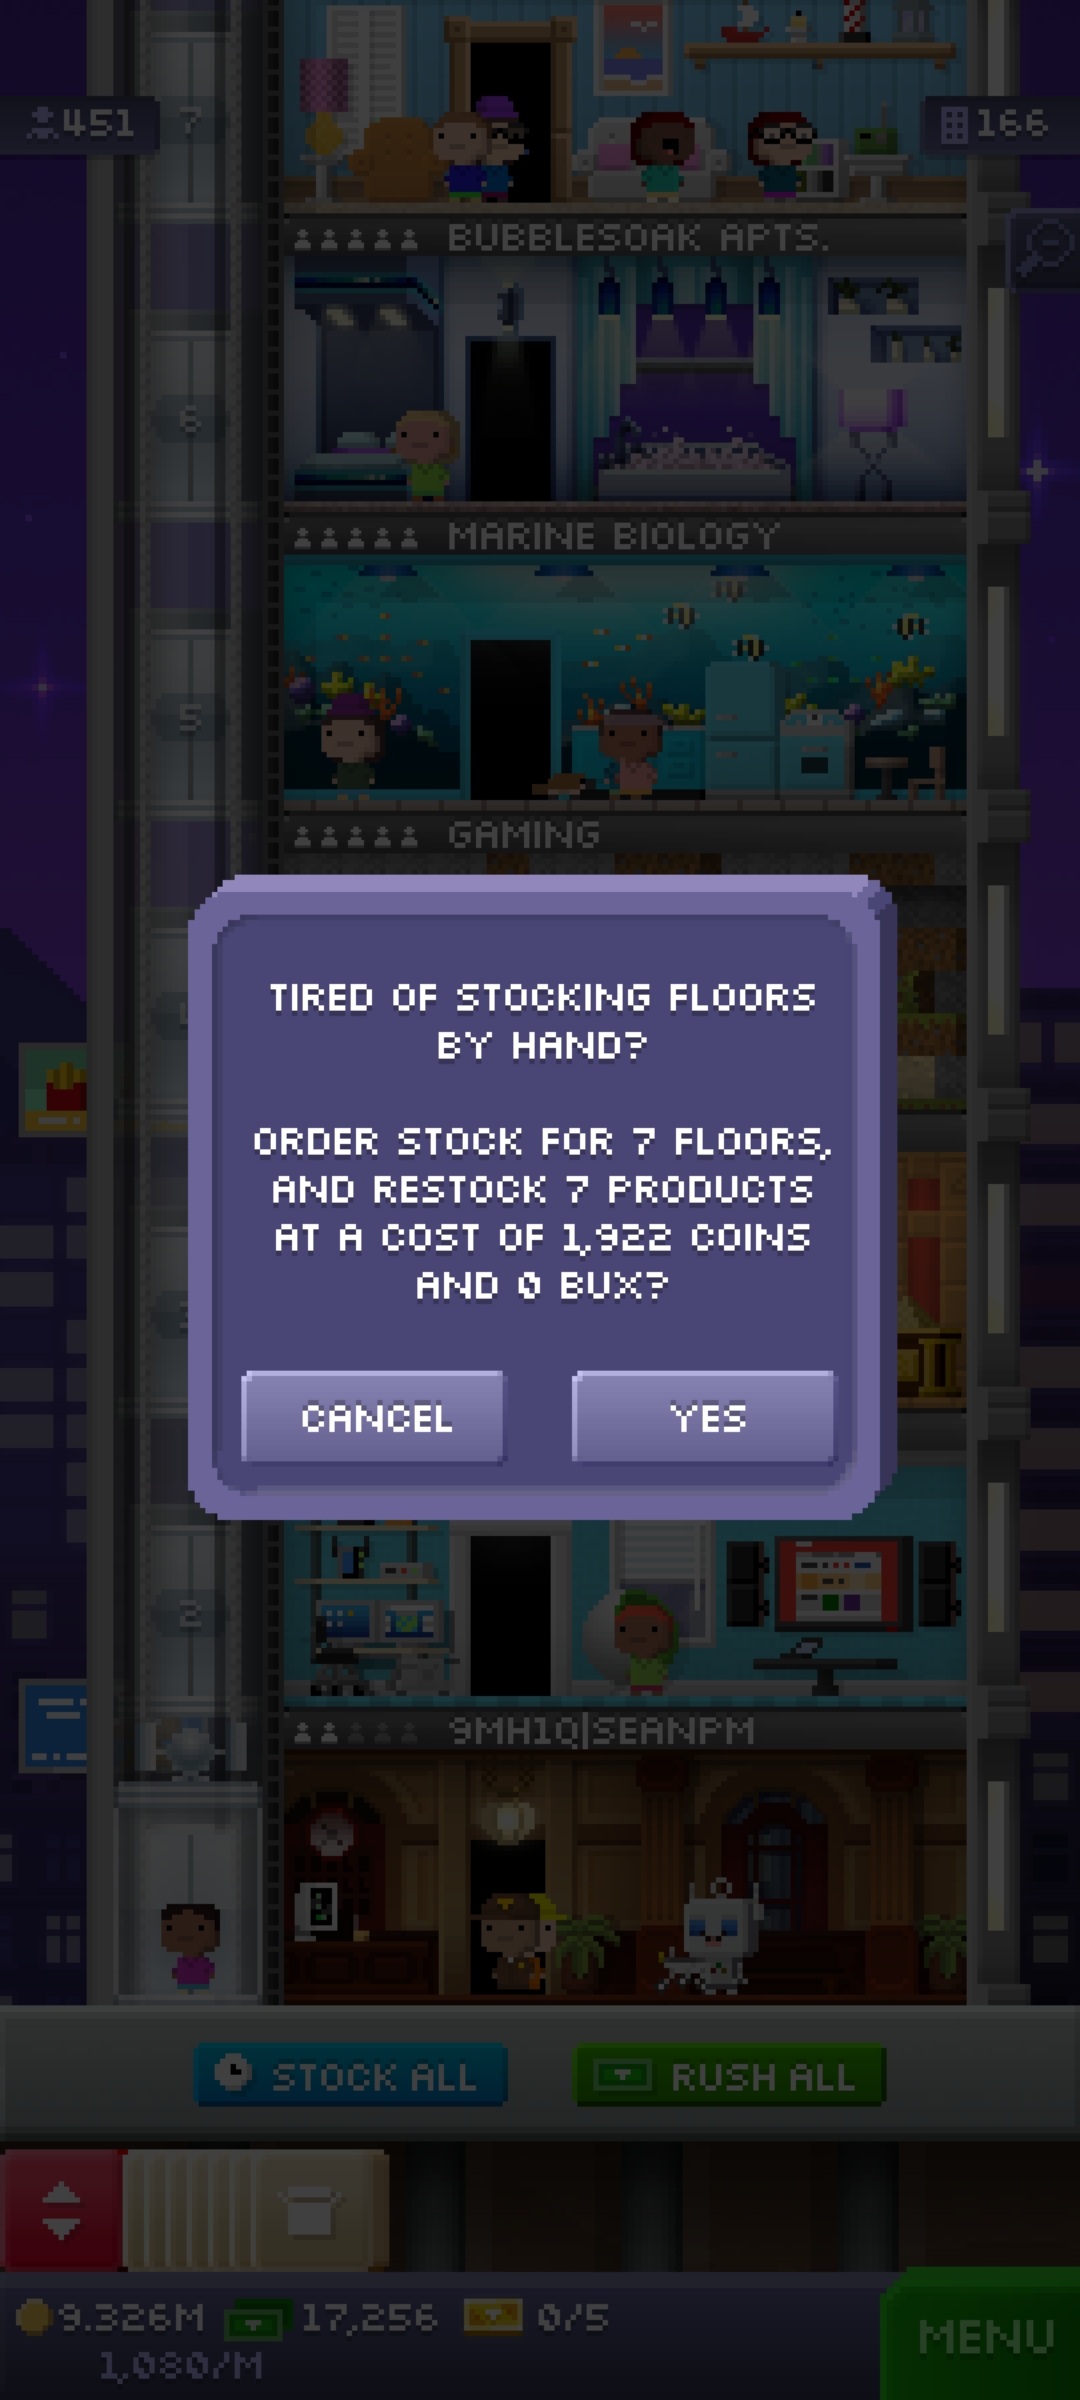 451
7
166
BUBBLESOAK APTS.
6
MARINE BIOLOGY
5
GAMING
TIRED OF STOCKING FLOORS
BY HAND?
ORDER STOCK FOR 7 FLOORS,
AND RESTOCK 7 PRODUCTS
AT A COST OF 1,922 COINS
AND 0 BUX?
CANCEL
YES
2
9MH1Q|SEANPM
STOCK ALL
RUSH ALL
9.326M
17,256
0/5
1,080/M
MENU